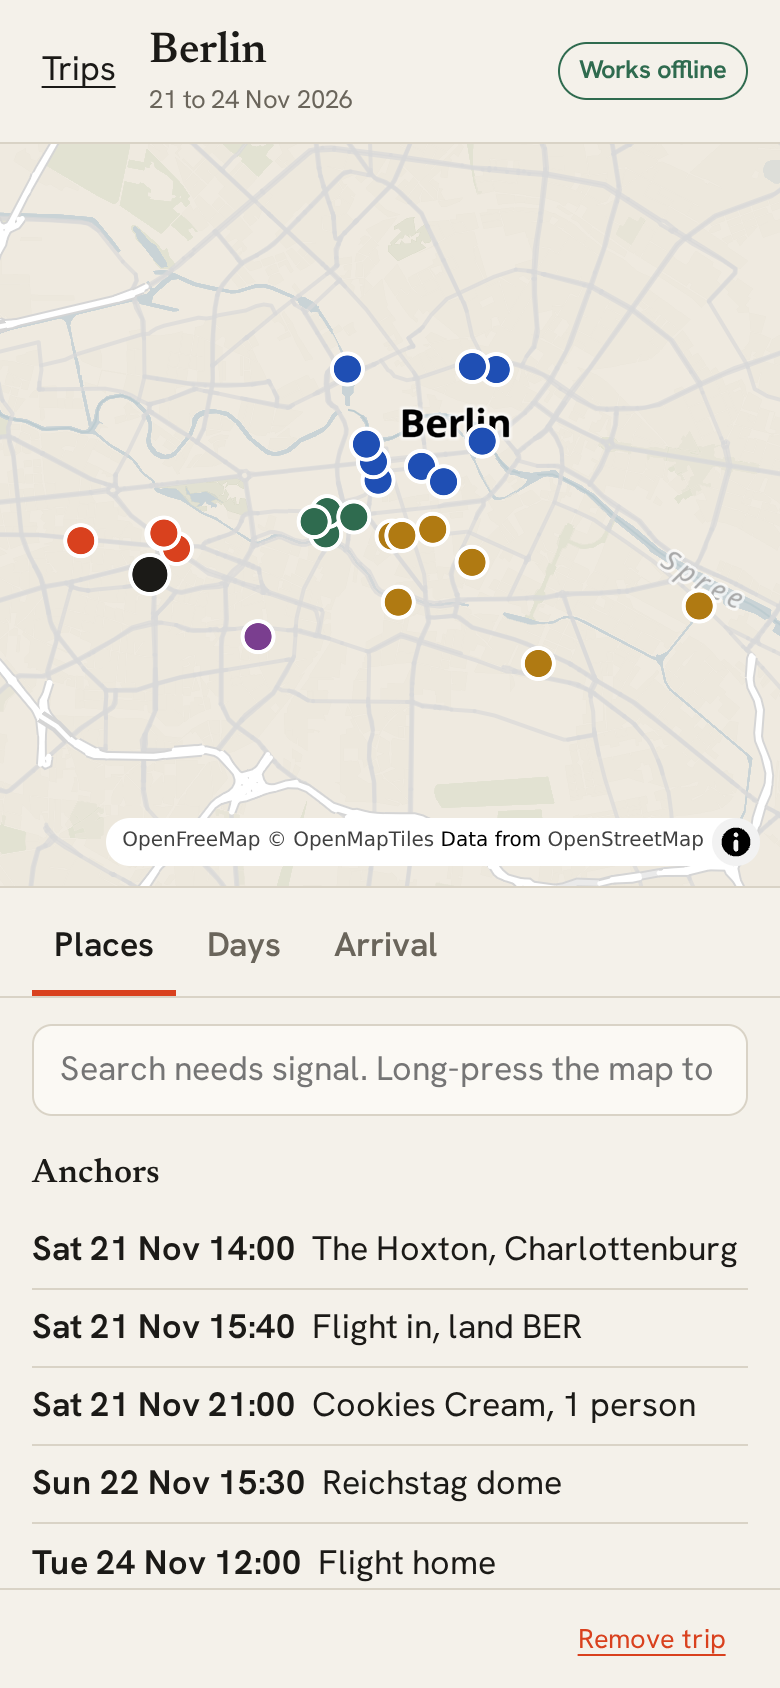 Trips
Berlin
21 to 24 Nov 2026
Works offline
Berlin
Spree
OpenFreeMap © OpenMapTiles Data from OpenStreetMap
Places
Days
Arrival
Search needs signal. Long-press the map to
Anchors
Sat 21 Nov 14:00 The Hoxton, Charlottenburg
Sat 21 Nov 15:40 Flight in, land BER
Sat 21 Nov 21:00 Cookies Cream, 1 person
Sun 22 Nov 15:30 Reichstag dome
Tue 24 Nov 12:00 Flight home
Remove trip